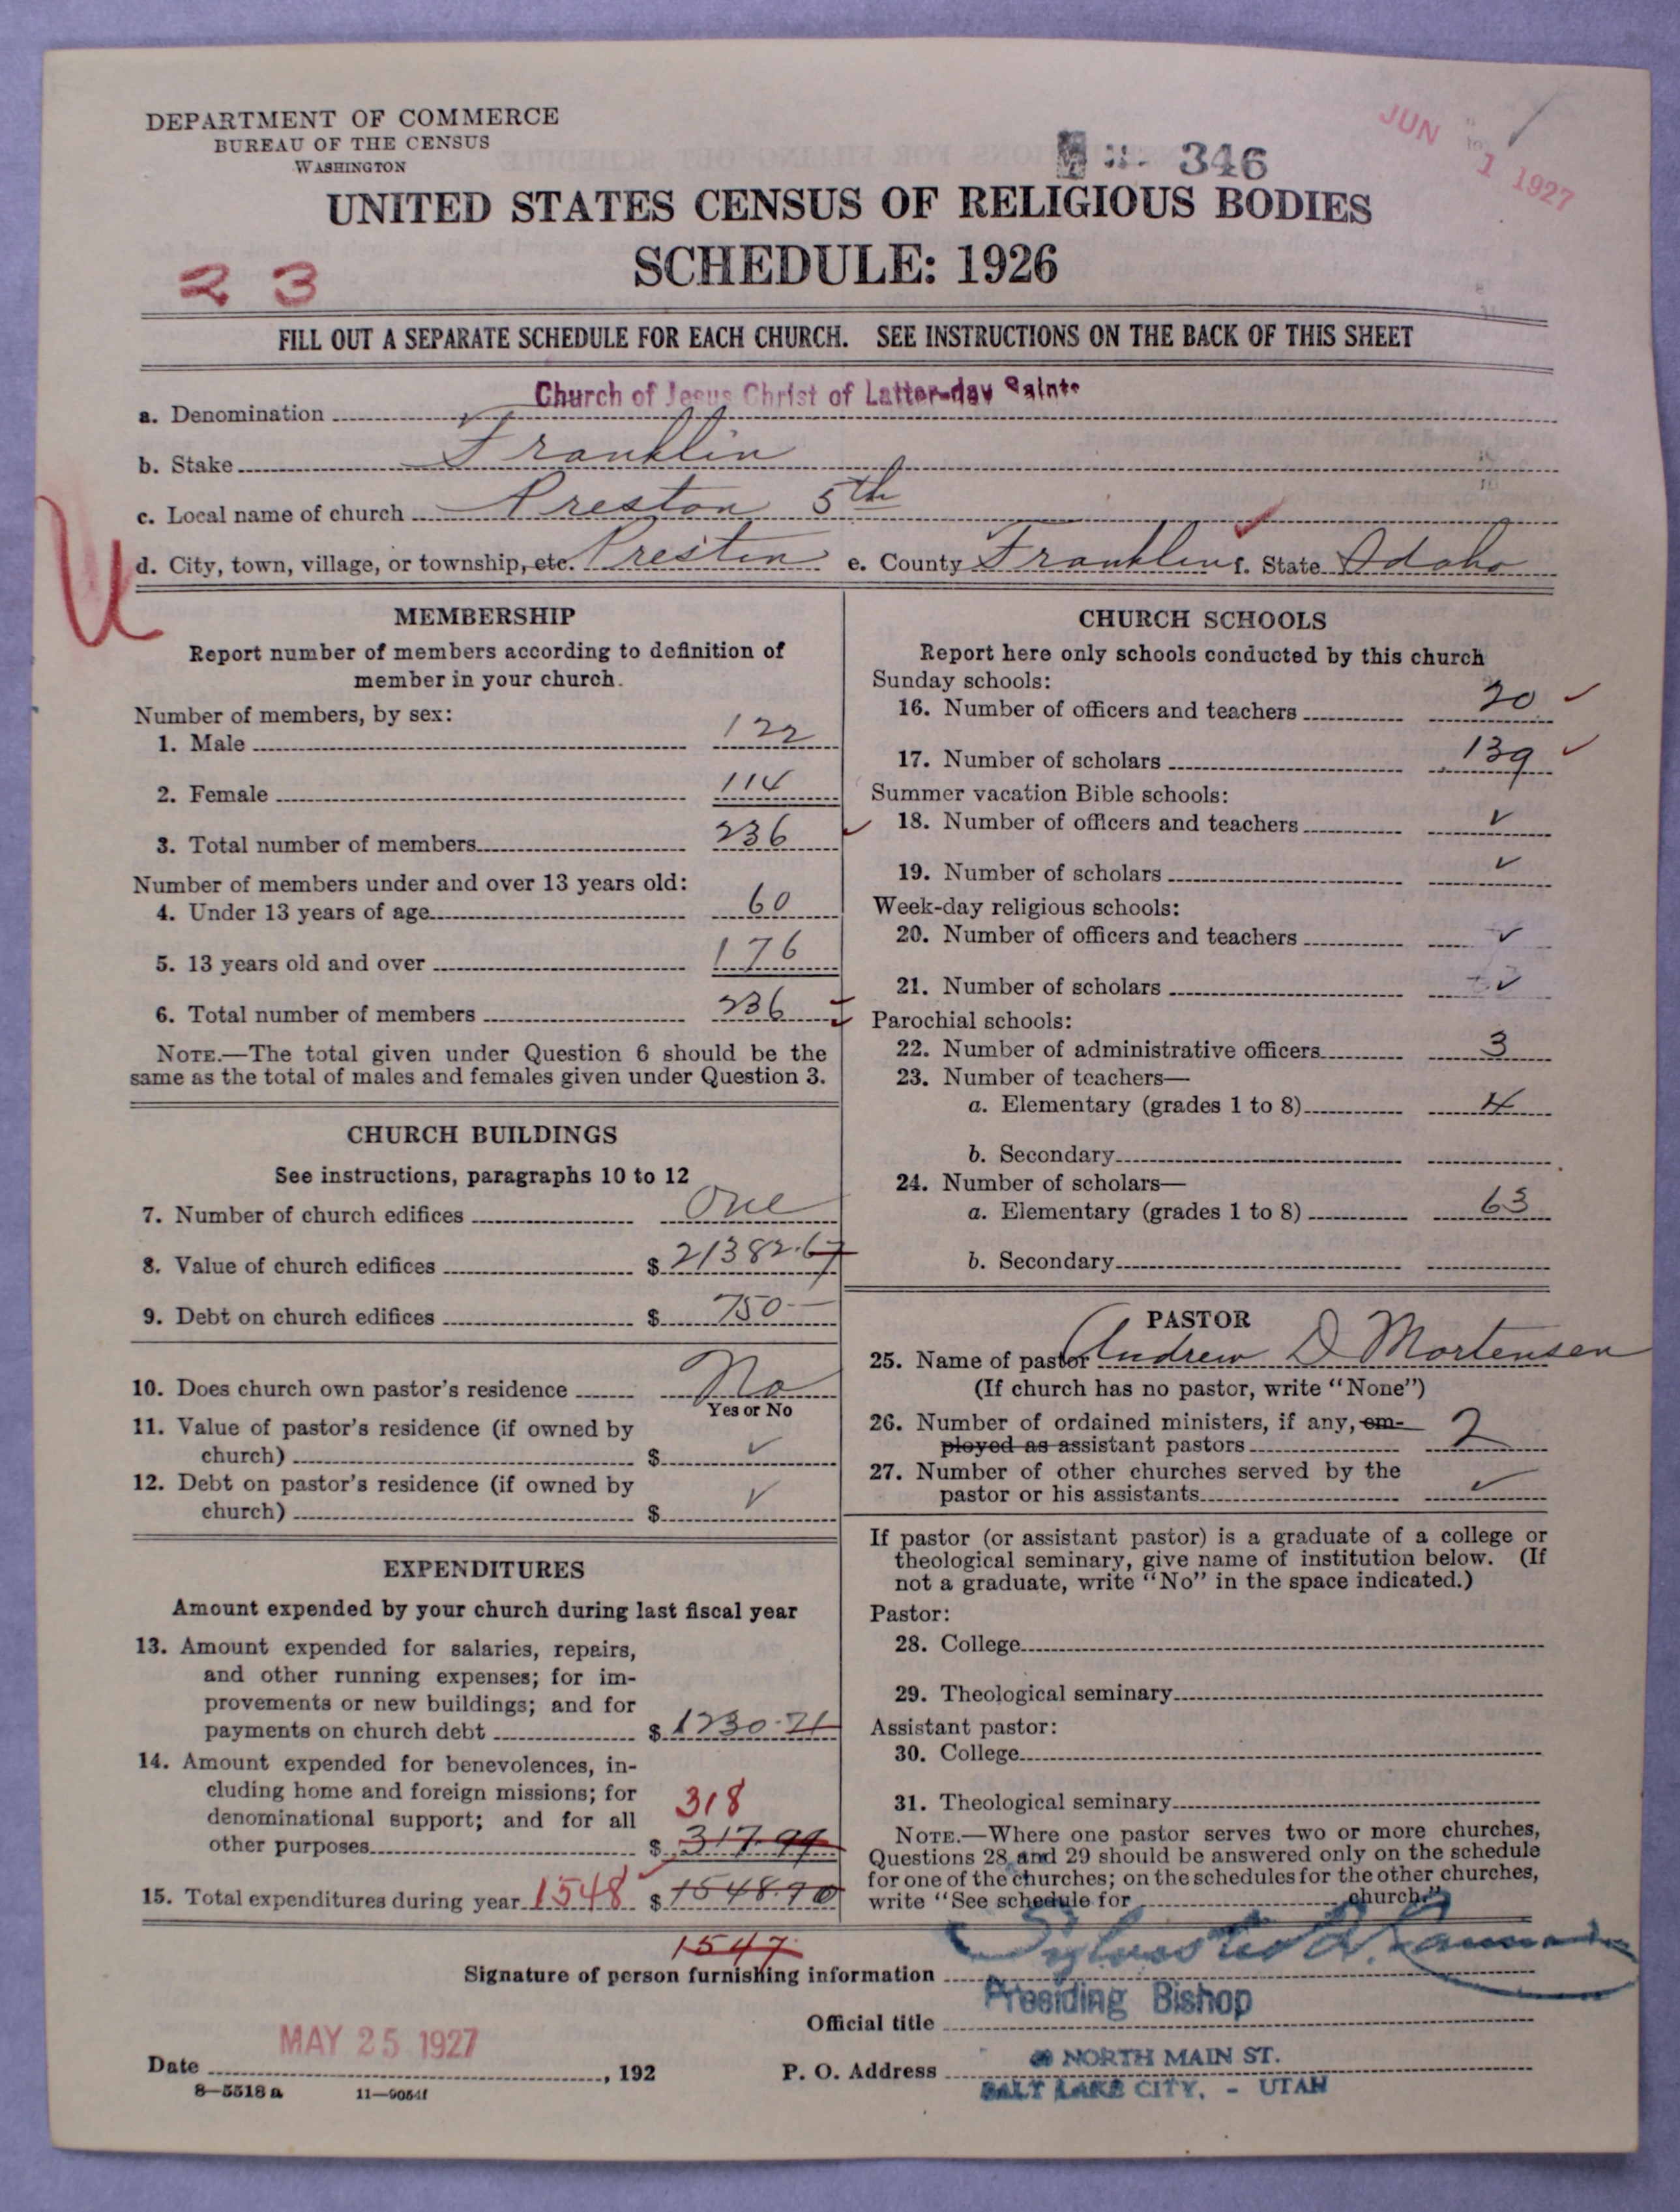 DEPARTMENT OF COMMERCE
BUREAU OF THE CENSUS
WASHINGTON
346
JUN 1 1927
UNITED STATES CENSUS OF RELIGIOUS BODIES
SCHEDULE: 1926
23
FILL OUT A SEPARATE SCHEDULE FOR EACH CHURCH. SEE INSTRUCTIONS ON THE BACK OF THIS SHEET
a. Denomination Church of Jesus Christ of Latter-day Saints
b. Stake Franklin
c. Local name of church Preston 5th
U
d. City, town, village, or township, etc. Preston e. County Franklin f. State Idaho
MEMBERSHIP
Report number of members according to definition of
member in your church.
Number of members, by sex:
1. Male 122
2. Female 114
3. Total number of members 236
Number of members under and over 13 years old:
4. Under 13 years of age 60
5. 13 years old and over 176
6. Total number of members 236
NOTE.—The total given under Question 6 should be the
same as the total of males and females given under Question 3.
CHURCH BUILDINGS
See instructions, paragraphs 10 to 12
7. Number of church edifices One
8. Value of church edifices $ 21382.67
9. Debt on church edifices $ 750—
10. Does church own pastor's residence No
Yes or No
11. Value of pastor's residence (if owned by
church) $ ✓
12. Debt on pastor's residence (if owned by
church) $ ✓
EXPENDITURES
Amount expended by your church during last fiscal year
13. Amount expended for salaries, repairs,
and other running expenses; for im-
provements or new buildings; and for
payments on church debt $ 1230.71
14. Amount expended for benevolences, in-
cluding home and foreign missions; for
denominational support; and for all 318
other purposes $ 317.99
15. Total expenditures during year 1548 $ 1548.70
1547
CHURCH SCHOOLS
Report here only schools conducted by this church
Sunday schools:
16. Number of officers and teachers 20 ✓
17. Number of scholars 139 ✓
Summer vacation Bible schools:
18. Number of officers and teachers ✓
19. Number of scholars ✓
Week-day religious schools:
20. Number of officers and teachers ✓
21. Number of scholars ✓
Parochial schools:
22. Number of administrative officers 3
23. Number of teachers—
a. Elementary (grades 1 to 8) 4
b. Secondary
24. Number of scholars—
a. Elementary (grades 1 to 8) 63
b. Secondary
PASTOR
25. Name of pastor Andrew D Mortensen
(If church has no pastor, write "None")
26. Number of ordained ministers, if any, em-
ployed as assistant pastors 2
27. Number of other churches served by the
pastor or his assistants ✓
If pastor (or assistant pastor) is a graduate of a college or
theological seminary, give name of institution below. (If
not a graduate, write "No" in the space indicated.)
Pastor:
28. College
29. Theological seminary
Assistant pastor:
30. College
31. Theological seminary
NOTE.—Where one pastor serves two or more churches,
Questions 28 and 29 should be answered only on the schedule
for one of the churches; on the schedules for the other churches,
write "See schedule for church."
Signature of person furnishing information Sylvester Q. Cannon
Official title Presiding Bishop
MAY 25 1927
Date , 192
P. O. Address 40 NORTH MAIN ST.
SALT LAKE CITY, - UTAH
8—5518 a 11—9054f